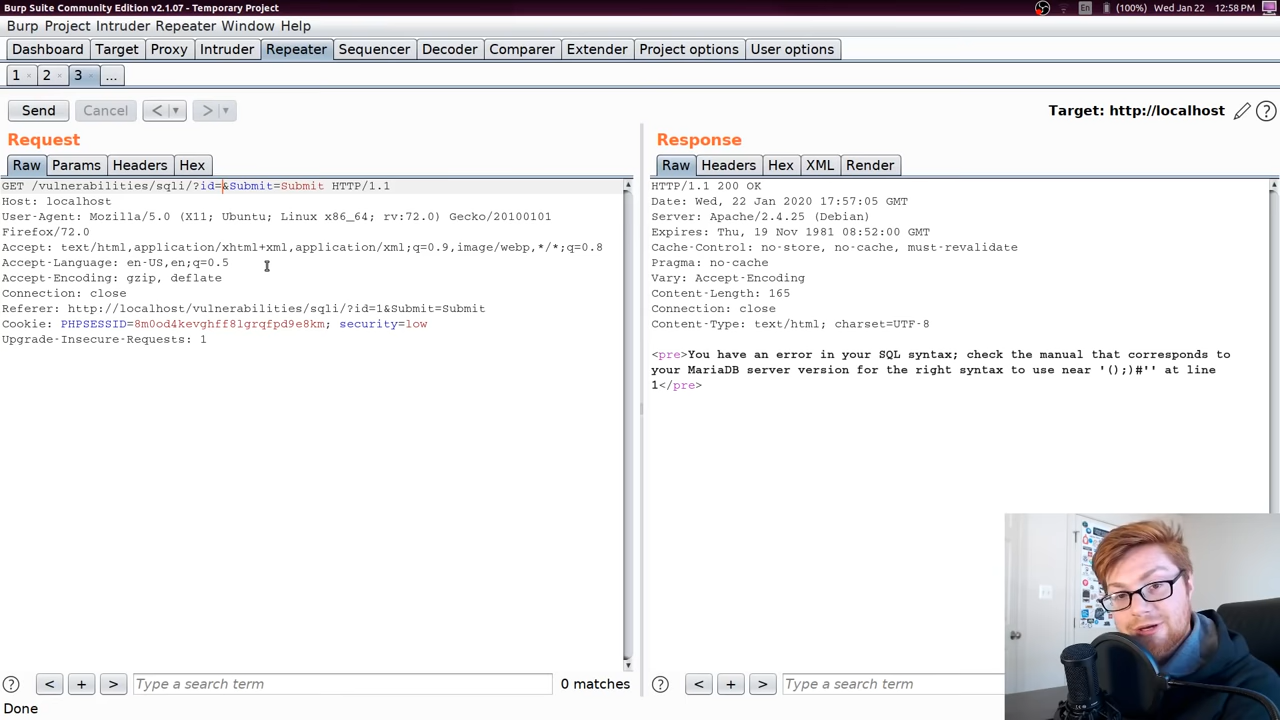 Burp Suite Community Edition v2.1.07 - Temporary Project
En (100%) Wed Jan 22 12:58 PM
Burp Project Intruder Repeater Window Help
Dashboard Target Proxy Intruder Repeater Sequencer Decoder Comparer Extender Project options User options
1 × 2 × 3 × ...
Send Cancel < > Target: http://localhost ?
Request
Raw Params Headers Hex
GET /vulnerabilities/sqli/?id=&Submit=Submit HTTP/1.1
Host: localhost
User-Agent: Mozilla/5.0 (X11; Ubuntu; Linux x86_64; rv:72.0) Gecko/20100101
Firefox/72.0
Accept: text/html,application/xhtml+xml,application/xml;q=0.9,image/webp,*/*;q=0.8
Accept-Language: en-US,en;q=0.5
Accept-Encoding: gzip, deflate
Connection: close
Referer: http://localhost/vulnerabilities/sqli/?id=1&Submit=Submit
Cookie: PHPSESSID=8m0od4kevghff8lgrqfpd9e8km; security=low
Upgrade-Insecure-Requests: 1
? < + > Type a search term 0 matches
Response
Raw Headers Hex XML Render
HTTP/1.1 200 OK
Date: Wed, 22 Jan 2020 17:57:05 GMT
Server: Apache/2.4.25 (Debian)
Expires: Thu, 19 Nov 1981 08:52:00 GMT
Cache-Control: no-store, no-cache, must-revalidate
Pragma: no-cache
Vary: Accept-Encoding
Content-Length: 165
Connection: close
Content-Type: text/html; charset=UTF-8
<pre>You have an error in your SQL syntax; check the manual that corresponds to
your MariaDB server version for the right syntax to use near '();)#'' at line
1</pre>
? < + > Type a search term
Done